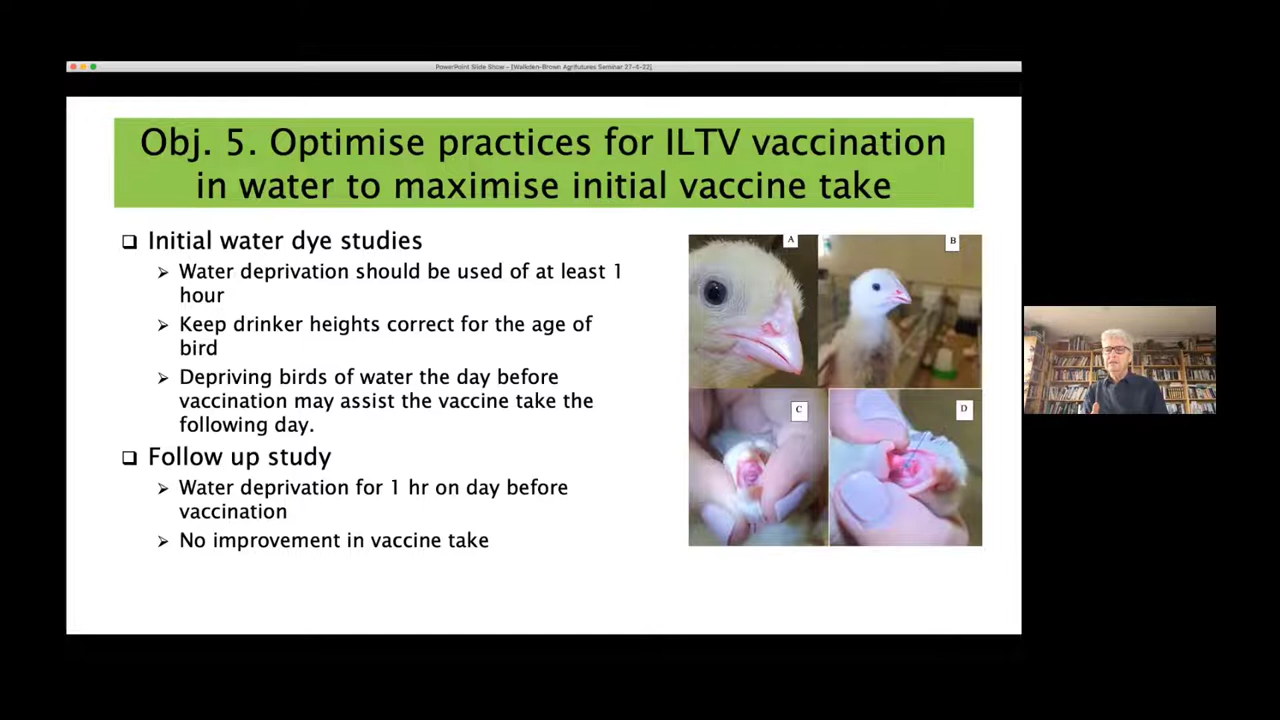 PowerPoint Slide Show - [Walkden-Brown Agrifutures Seminar 27-4-22]
Obj. 5. Optimise practices for ILTV vaccination
in water to maximise initial vaccine take
Initial water dye studies
Water deprivation should be used of at least 1
hour
Keep drinker heights correct for the age of
bird
Depriving birds of water the day before
vaccination may assist the vaccine take the
following day.
Follow up study
Water deprivation for 1 hr on day before
vaccination
No improvement in vaccine take
A
B
C
D